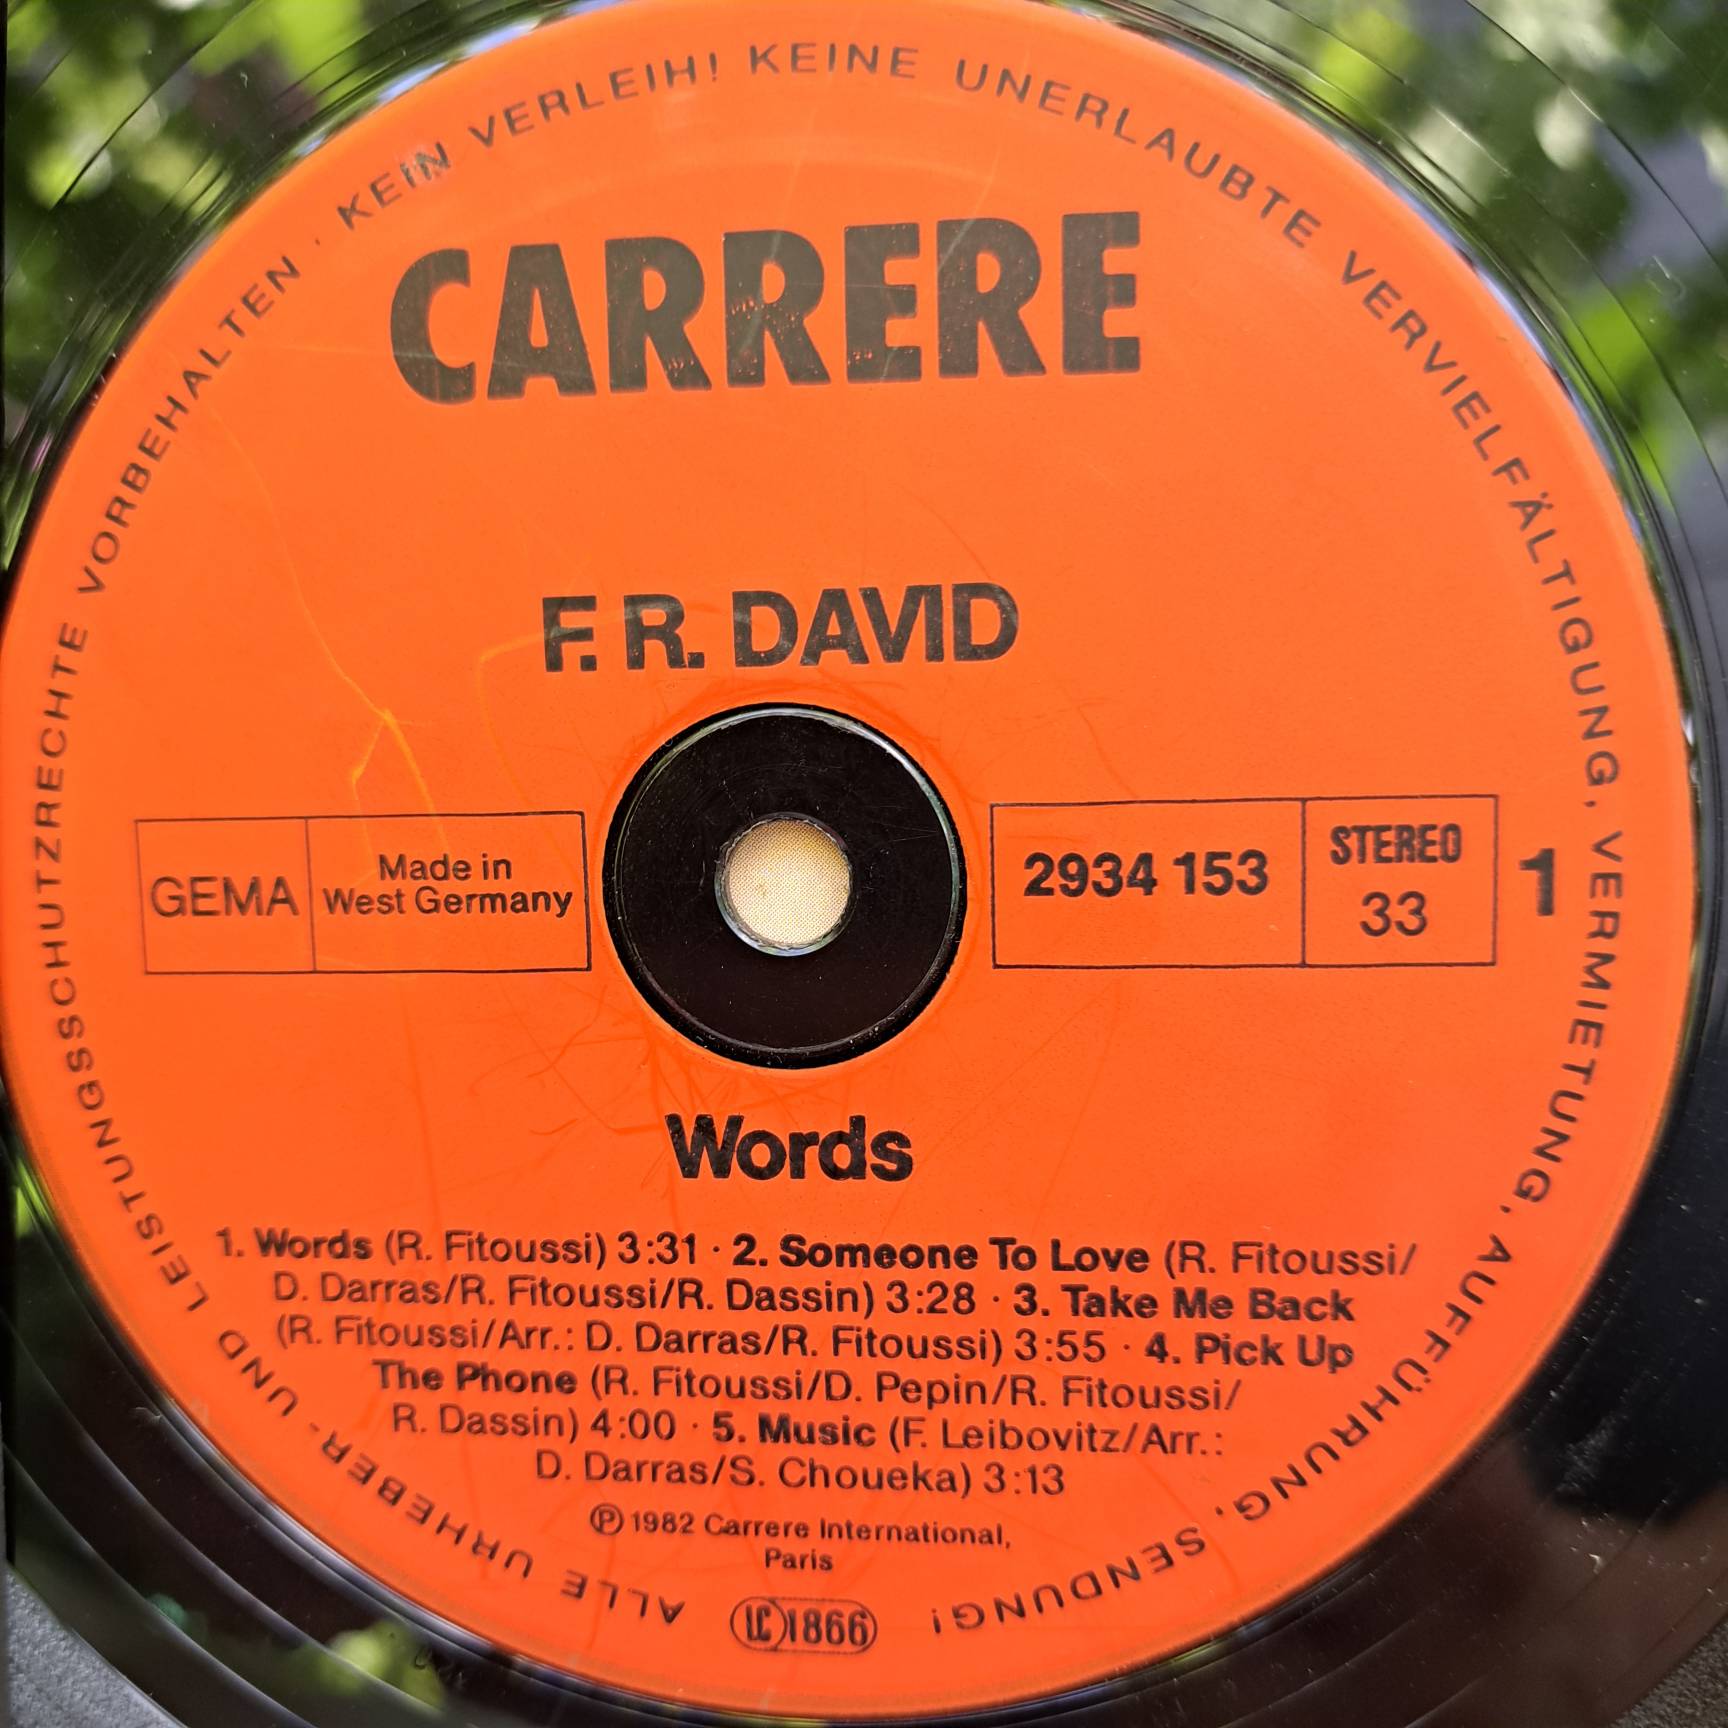 ALLE URHEBER- UND LEISTUNGSSCHUTZRECHTE VORBEHALTEN · KEIN VERLEIH! KEINE UNERLAUBTE VERVIELFÄLTIGUNG, VERMIETUNG, AUFFÜHRUNG, SENDUNG!
CARRERE
F. R. DAVID
GEMA
Made in
West Germany
2934 153
STEREO
33
1
Words
1. Words (R. Fitoussi) 3:31 · 2. Someone To Love (R. Fitoussi/
D. Darras/R. Fitoussi/R. Dassin) 3:28 · 3. Take Me Back
(R. Fitoussi/Arr.: D. Darras/R. Fitoussi) 3:55 · 4. Pick Up
The Phone (R. Fitoussi/D. Pepin/R. Fitoussi/
R. Dassin) 4:00 · 5. Music (F. Leibovitz/Arr.:
D. Darras/S. Choueka) 3:13
Ⓟ 1982 Carrere International,
Paris
LC 1866